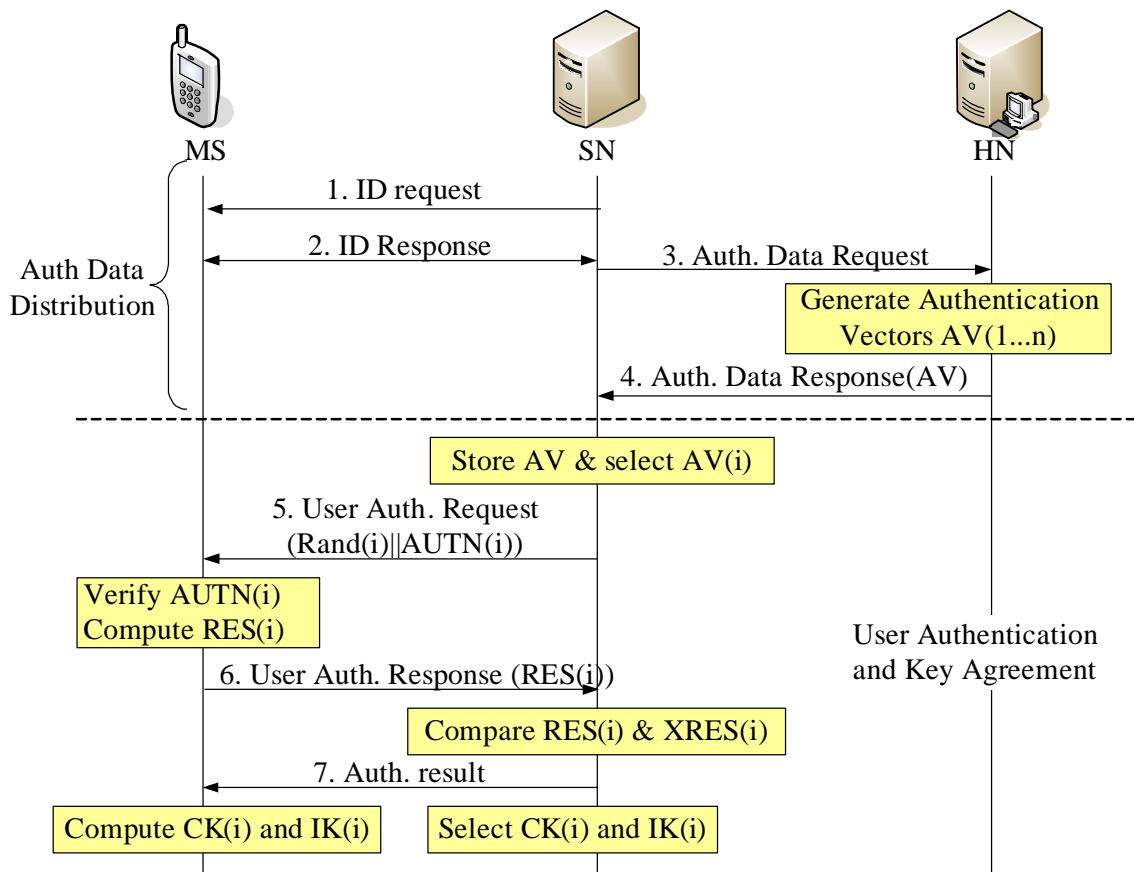 MS
SN
HN
1. ID request
2. ID Response
3. Auth. Data Request
Auth Data
Distribution
Generate Authentication
Vectors AV(1...n)
4. Auth. Data Response(AV)
Store AV & select AV(i)
5. User Auth. Request
(Rand(i)||AUTN(i))
Verify AUTN(i)
Compute RES(i)
User Authentication
and Key Agreement
6. User Auth. Response (RES(i))
Compare RES(i) & XRES(i)
7. Auth. result
Compute CK(i) and IK(i)
Select CK(i) and IK(i)